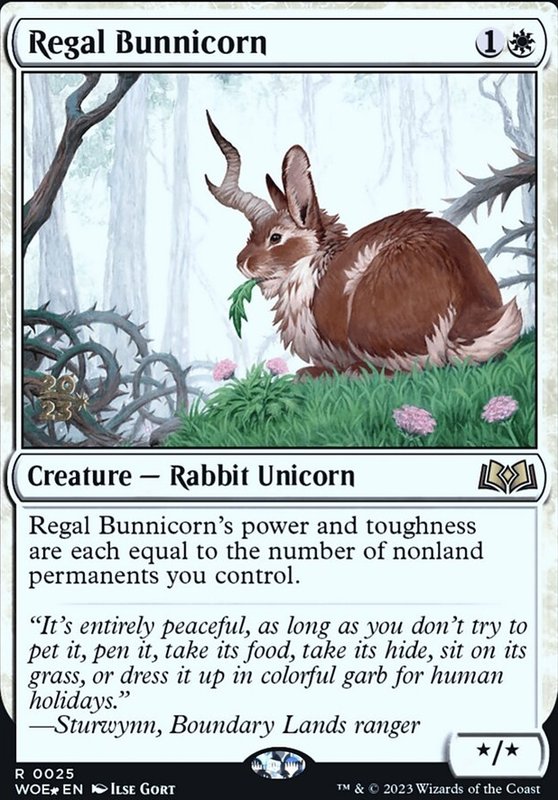 Regal Bunnicorn 1
20
23
Creature — Rabbit Unicorn
Regal Bunnicorn's power and toughness
are each equal to the number of nonland
permanents you control.
"It's entirely peaceful, as long as you don't try to
pet it, pen it, take its food, take its hide, sit on its
grass, or dress it up in colorful garb for human
holidays."
—Sturwynn, Boundary Lands ranger
★/★
R 0025
WOE★EN Ilse Gort
™ & © 2023 Wizards of the Coast